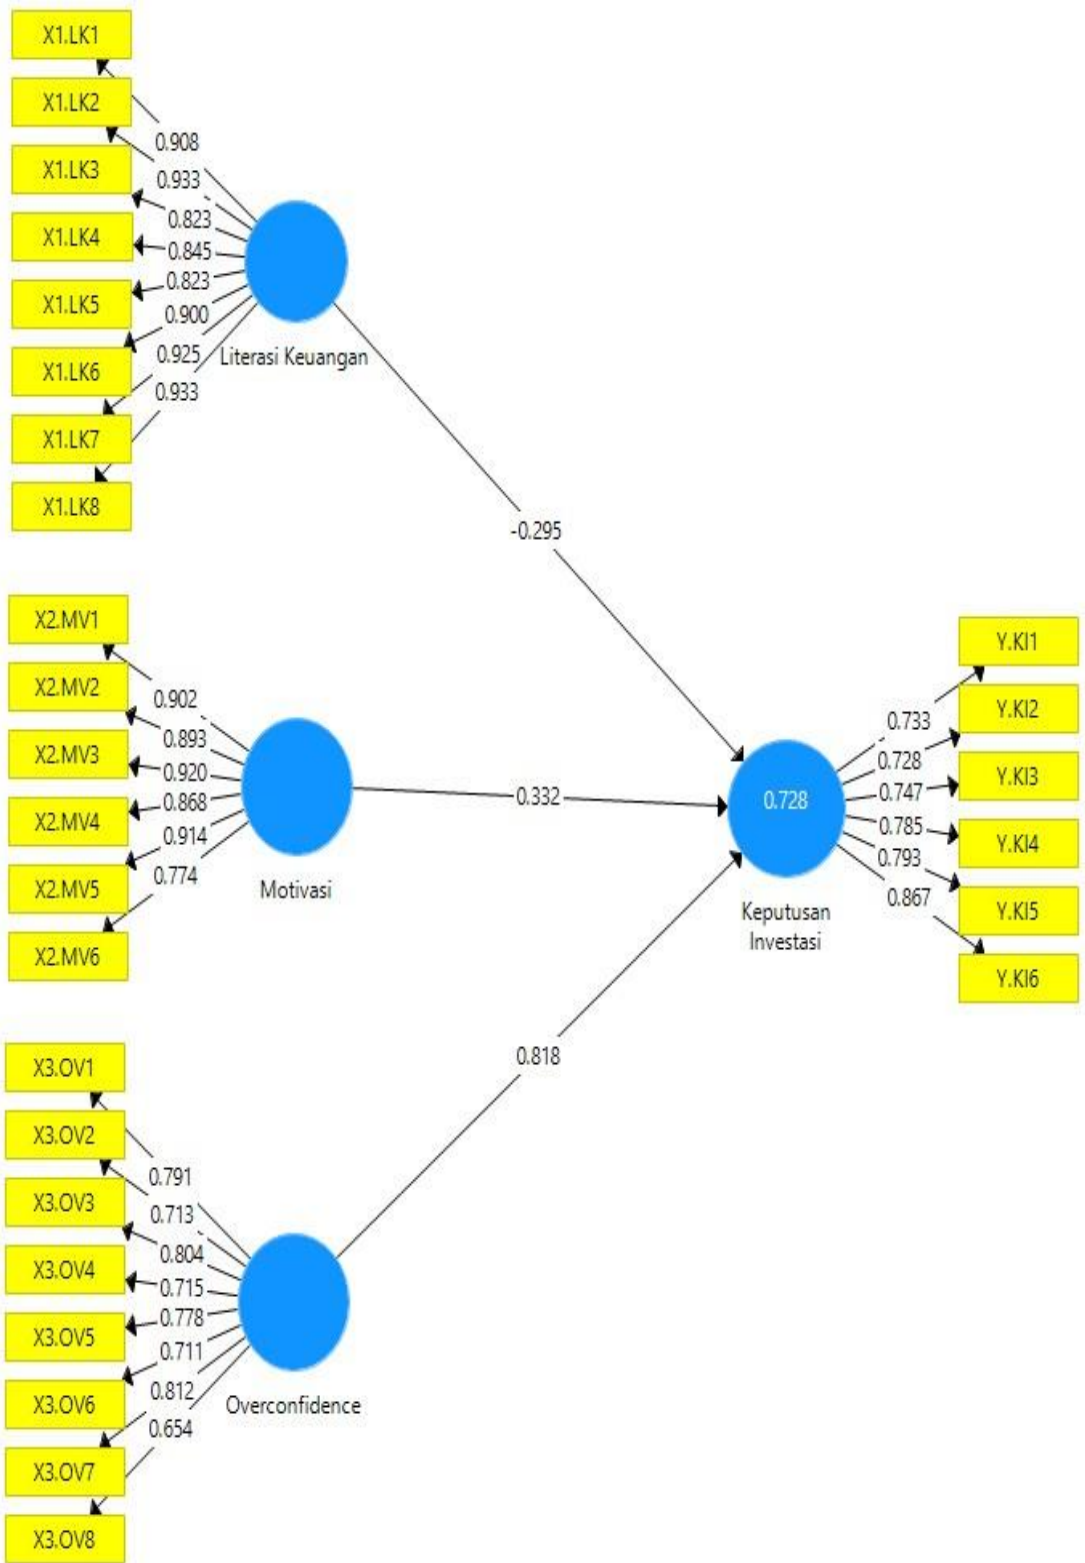 X1.LK1
X1.LK2
X1.LK3
X1.LK4
X1.LK5
X1.LK6
X1.LK7
X1.LK8
0.908
0.933
0.823
0.845
0.823
0.900
0.925
0.933
Literasi Keuangan
-0.295
X2.MV1
X2.MV2
X2.MV3
X2.MV4
X2.MV5
X2.MV6
0.902
0.893
0.920
0.868
0.914
0.774
Motivasi
0.332
X3.OV1
X3.OV2
X3.OV3
X3.OV4
X3.OV5
X3.OV6
X3.OV7
X3.OV8
0.791
0.713
0.804
0.715
0.778
0.711
0.812
0.654
Overconfidence
0.818
0.728
Keputusan
Investasi
0.733
0.728
0.747
0.785
0.793
0.867
Y.KI1
Y.KI2
Y.KI3
Y.KI4
Y.KI5
Y.KI6